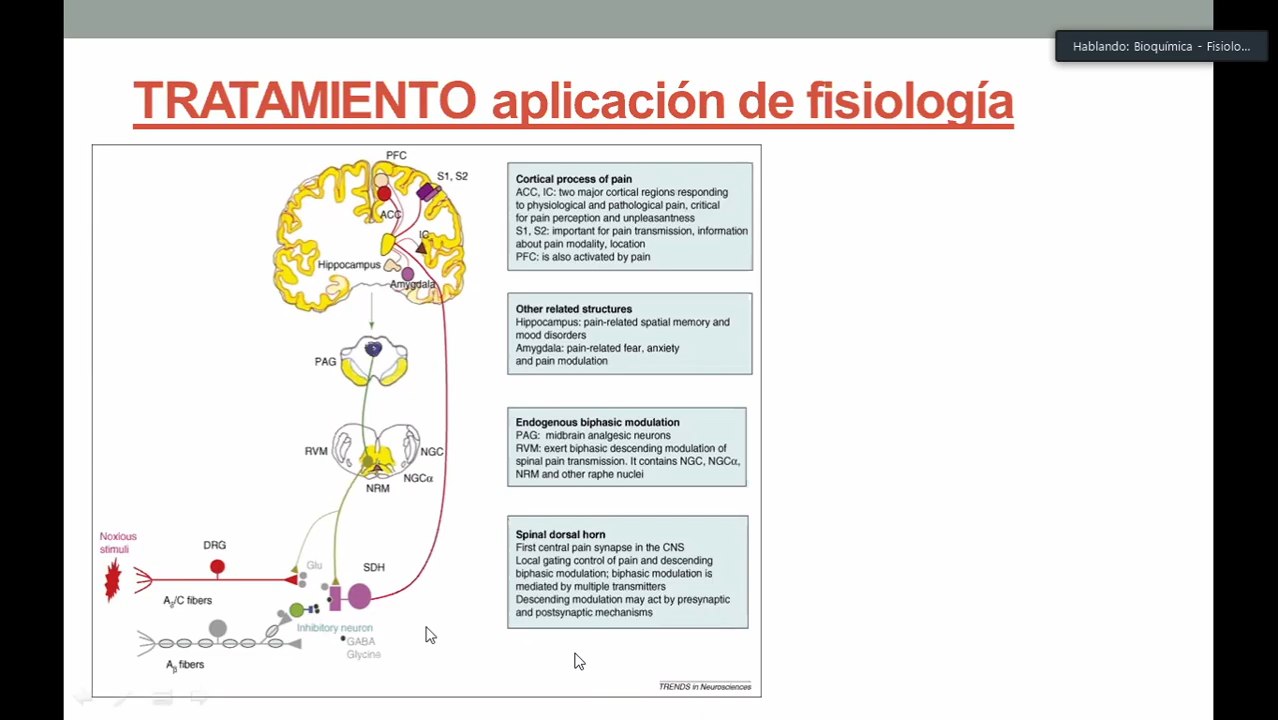 Hablando: Bioquímica - Fisiolo...
TRATAMIENTO aplicación de fisiología
PFC
S1, S2
ACC
IC
Hippocampus
Amygdala
PAG
RVM
NGC
NGCα
NRM
Noxious
stimuli
DRG
Glu
SDH
Aδ/C fibers
Inhibitory neuron
GABA
Glycine
Aβ fibers
Cortical process of pain
ACC, IC: two major cortical regions responding
to physiological and pathological pain, critical
for pain perception and unpleasantness
S1, S2: important for pain transmission, information
about pain modality, location
PFC: is also activated by pain
Other related structures
Hippocampus: pain-related spatial memory and
mood disorders
Amygdala: pain-related fear, anxiety
and pain modulation
Endogenous biphasic modulation
PAG: midbrain analgesic neurons
RVM: exert biphasic descending modulation of
spinal pain transmission. It contains NGC, NGCα,
NRM and other raphe nuclei
Spinal dorsal horn
First central pain synapse in the CNS
Local gating control of pain and descending
biphasic modulation; biphasic modulation is
mediated by multiple transmitters
Descending modulation may act by presynaptic
and postsynaptic mechanisms
TRENDS in Neurosciences